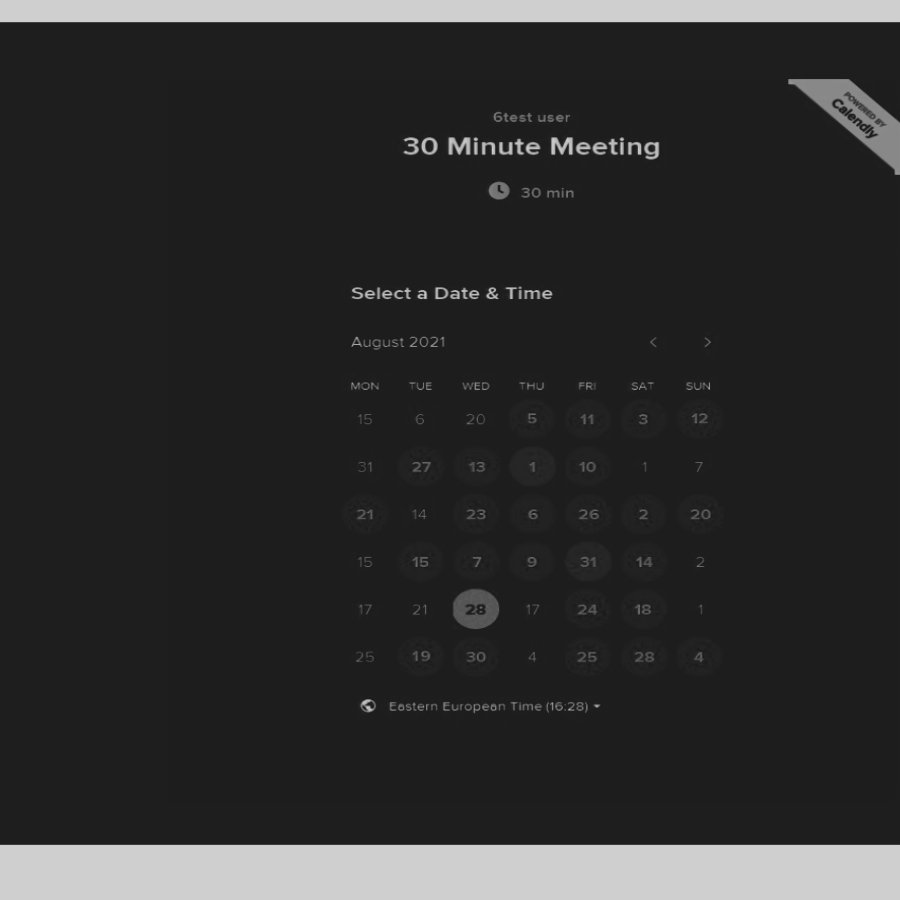 POWERED BY
Calendly
6test user
30 Minute Meeting
30 min
Select a Date & Time
August 2021
MON TUE WED THU FRI SAT SUN
15 6 20 5 11 3 12
31 27 13 1 10 1 7
21 14 23 6 26 2 20
15 15 7 9 31 14 2
17 21 28 17 24 18 1
25 19 30 4 25 28 4
Eastern European Time (16:28)